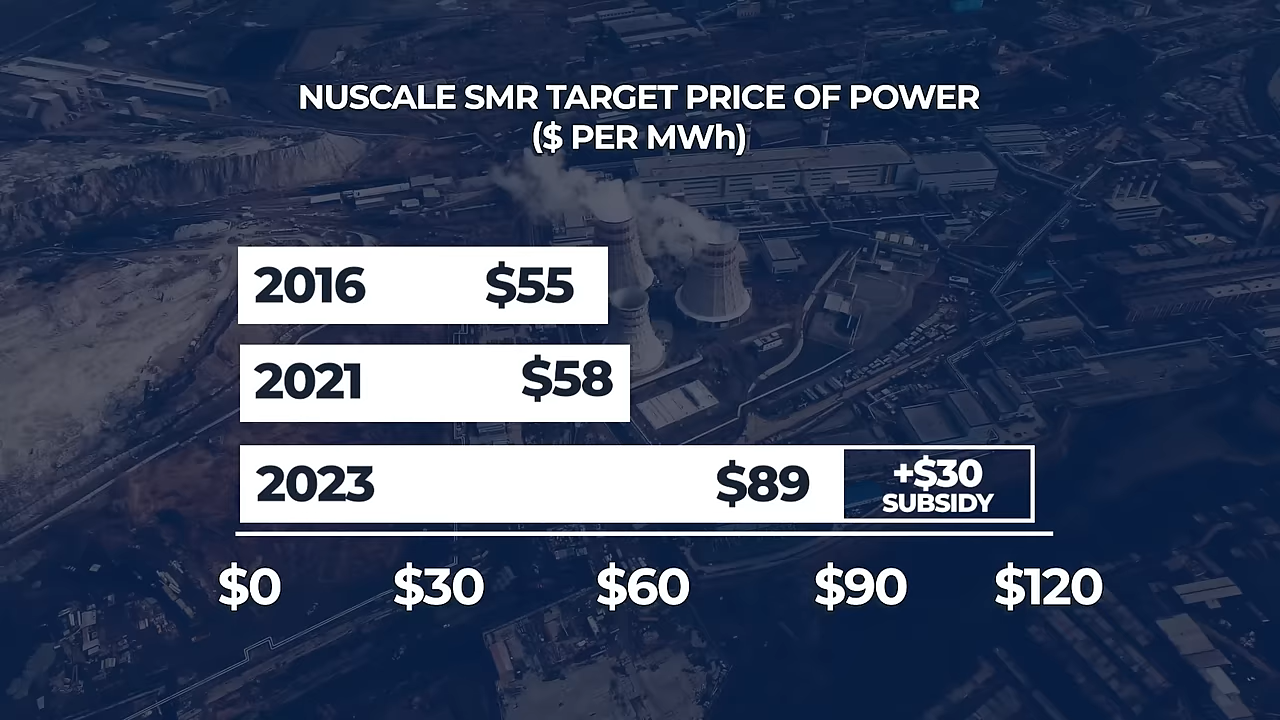 NUSCALE SMR TARGET PRICE OF POWER
($ PER MWh)
2016 $55
2021 $58
2023 $89 +$30
SUBSIDY
$0 $30 $60 $90 $120